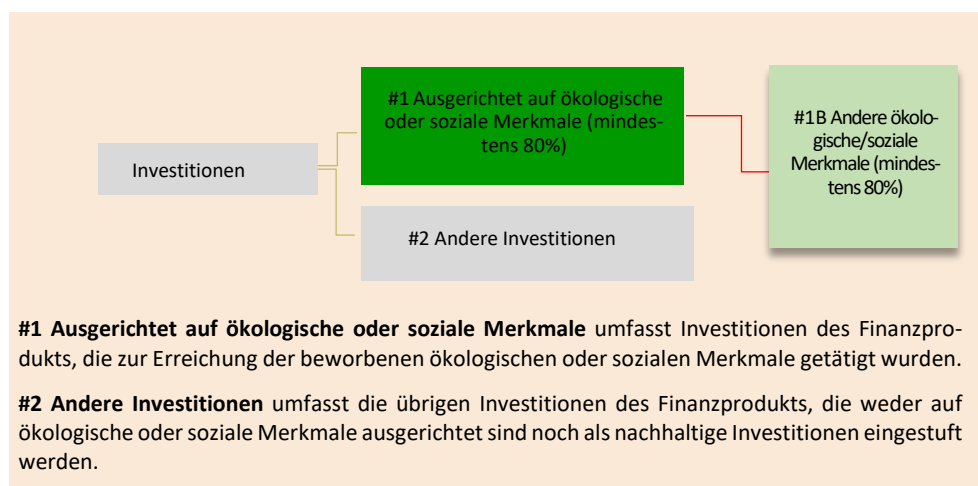 #1 Ausgerichtet auf ökologische
oder soziale Merkmale (mindes-
tens 80%)
#1B Andere ökolo-
gische/soziale
Merkmale (mindes-
tens 80%)
Investitionen
#2 Andere Investitionen
#1 Ausgerichtet auf ökologische oder soziale Merkmale umfasst Investitionen des Finanzpro-
dukts, die zur Erreichung der beworbenen ökologischen oder sozialen Merkmale getätigt wurden.
#2 Andere Investitionen umfasst die übrigen Investitionen des Finanzprodukts, die weder auf
ökologische oder soziale Merkmale ausgerichtet sind noch als nachhaltige Investitionen eingestuft
werden.